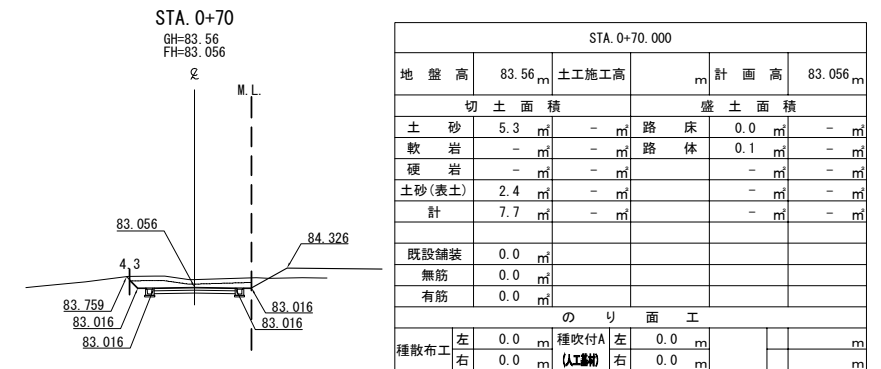 STA. 0+70
GH=83.56
FH=83.056
℄
M.L.
83.056
84.326
4.3
83.759
83.016
83.016
83.016
83.016
STA. 0+70.000
地盤高 83.56 m 土工施工高 m 計画高 83.056 m
切土面積 盛土面積
土砂 5.3 ㎡ - ㎡ 路床 0.0 ㎡ - ㎡
軟岩 - ㎡ - ㎡ 路体 0.1 ㎡ - ㎡
硬岩 - ㎡ - ㎡ - ㎡ - ㎡
土砂(表土) 2.4 ㎡ - ㎡ - ㎡ - ㎡
計 7.7 ㎡ - ㎡ - ㎡ - ㎡
既設舗装 0.0 ㎡
無筋 0.0 ㎡
有筋 0.0 ㎡
のり面工
種散布工 左 0.0 m 種吹付A 左 0.0 m m
右 0.0 m (人工基材) 右 0.0 m m